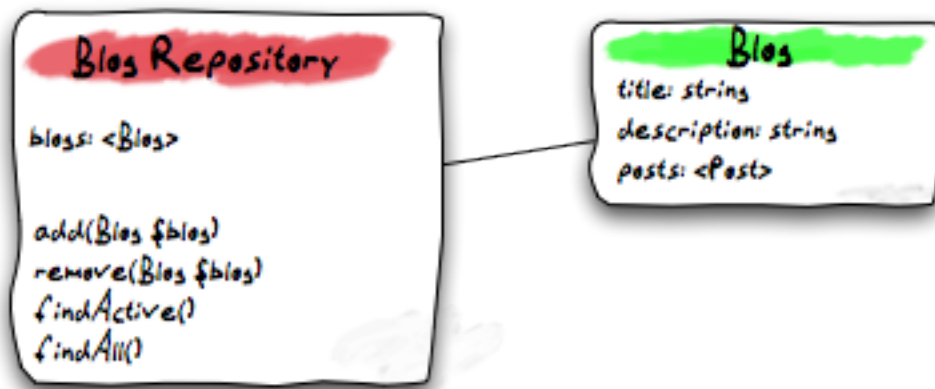 Blog Repository
blogs: <Blog>
add(Blog $blog)
remove(Blog $blog)
findActive()
findAll()
Blog
title: string
description: string
posts: <Post>